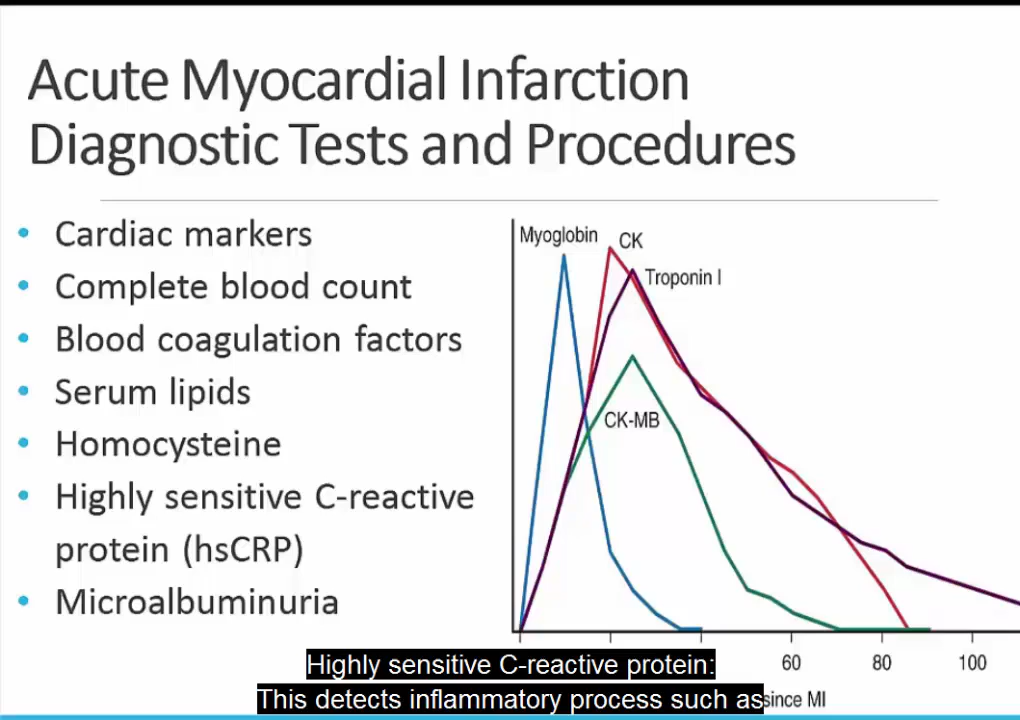 Acute Myocardial Infarction
Diagnostic Tests and Procedures
• Cardiac markers
• Complete blood count
• Blood coagulation factors
• Serum lipids
• Homocysteine
• Highly sensitive C-reactive
protein (hsCRP)
• Microalbuminuria
Myoglobin
CK
Troponin I
CK-MB
60 80 100
since MI
Highly sensitive C-reactive protein:
This detects inflammatory process such as